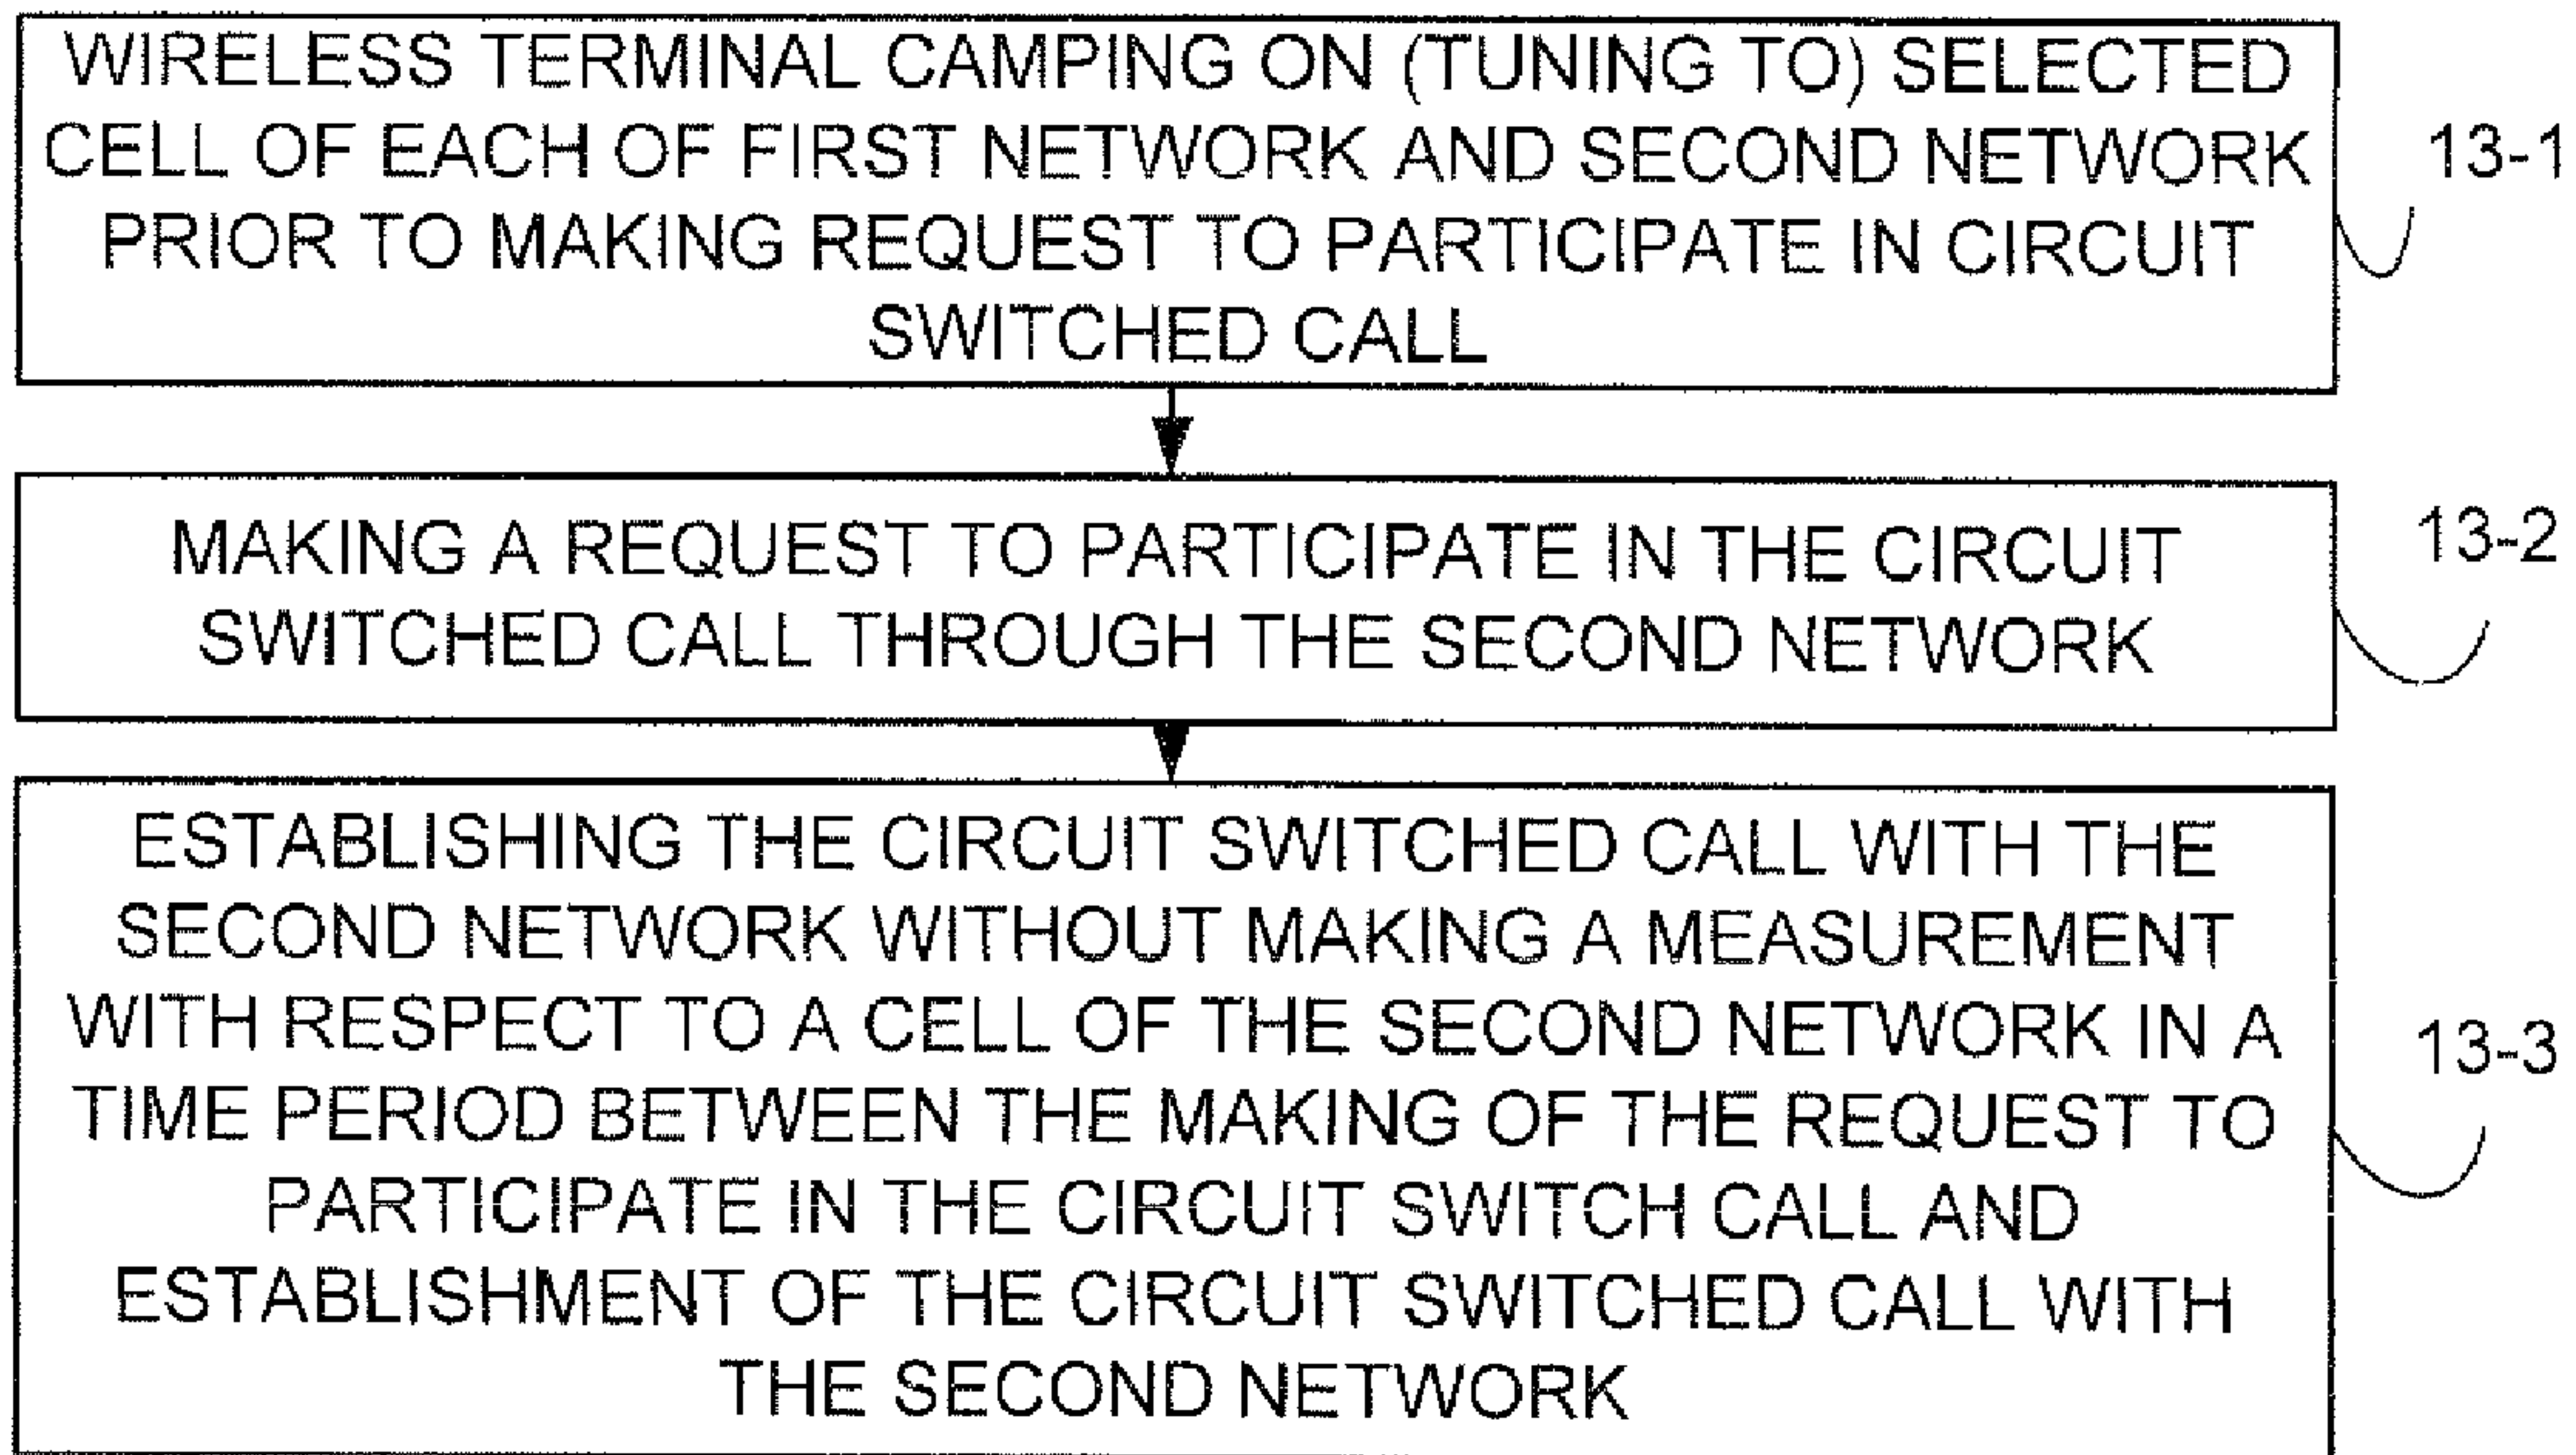 WIRELESS TERMINAL CAMPING ON (TUNING TO) SELECTED
CELL OF EACH OF FIRST NETWORK AND SECOND NETWORK
PRIOR TO MAKING REQUEST TO PARTICIPATE IN CIRCUIT
SWITCHED CALL
13-1
MAKING A REQUEST TO PARTICIPATE IN THE CIRCUIT
SWITCHED CALL THROUGH THE SECOND NETWORK
13-2
ESTABLISHING THE CIRCUIT SWITCHED CALL WITH THE
SECOND NETWORK WITHOUT MAKING A MEASUREMENT
WITH RESPECT TO A CELL OF THE SECOND NETWORK IN A
TIME PERIOD BETWEEN THE MAKING OF THE REQUEST TO
PARTICIPATE IN THE CIRCUIT SWITCH CALL AND
ESTABLISHMENT OF THE CIRCUIT SWITCHED CALL WITH
THE SECOND NETWORK
13-3